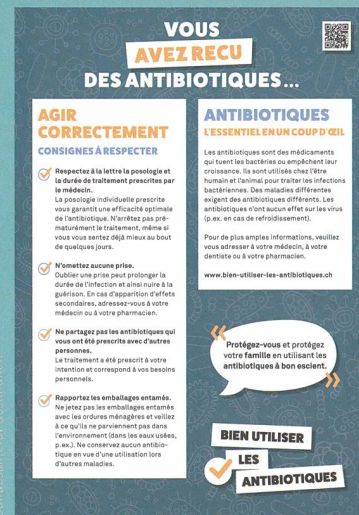 VOUS
AVEZ REÇU
DES ANTIBIOTIQUES...
AGIR
CORRECTEMENT
CONSIGNES À RESPECTER
Respectez à la lettre la posologie et
la durée de traitement prescrites par
le médecin.
La posologie individuelle prescrite
vous garantit une efficacité optimale
de l'antibiotique. N'arrêtez pas pré-
maturément le traitement, même si
vous vous sentez déjà mieux au bout
de quelques jours.
N'omettez aucune prise.
Oublier une prise peut prolonger la
durée de l'infection et ainsi nuire à la
guérison. En cas d'apparition d'effets
secondaires, adressez-vous à votre
médecin ou à votre pharmacien.
Ne partagez pas les antibiotiques qui
vous ont été prescrits avec d'autres
personnes.
Le traitement a été prescrit à votre
intention et correspond à vos besoins
personnels.
Rapportez les emballages entamés.
Ne jetez pas les emballages entamés
avec les ordures ménagères et veillez
à ce qu'ils ne parviennent pas dans
l'environnement (dans les eaux usées,
p. ex.). Ne conservez aucun antibio-
tique en vue d'une utilisation lors
d'autres maladies.
ANTIBIOTIQUES
L'ESSENTIEL EN UN COUP D'ŒIL
Les antibiotiques sont des médicaments
qui tuent les bactéries ou empêchent leur
croissance. Ils sont utilisés chez l'être
humain et l'animal pour traiter les infections
bactériennes. Des maladies différentes
exigent des antibiotiques différents. Les
antibiotiques n'ont aucun effet sur les virus
(p.ex. en cas de refroidissement).
Pour de plus amples informations, veuillez
vous adresser à votre médecin, à votre
dentiste ou à votre pharmacien.
www.bien-utiliser-les-antibiotiques.ch
«
Protégez-vous et protégez
votre famille en utilisant les
antibiotiques à bon escient.
»
BIEN UTILISER
LES
ANTIBIOTIQUES